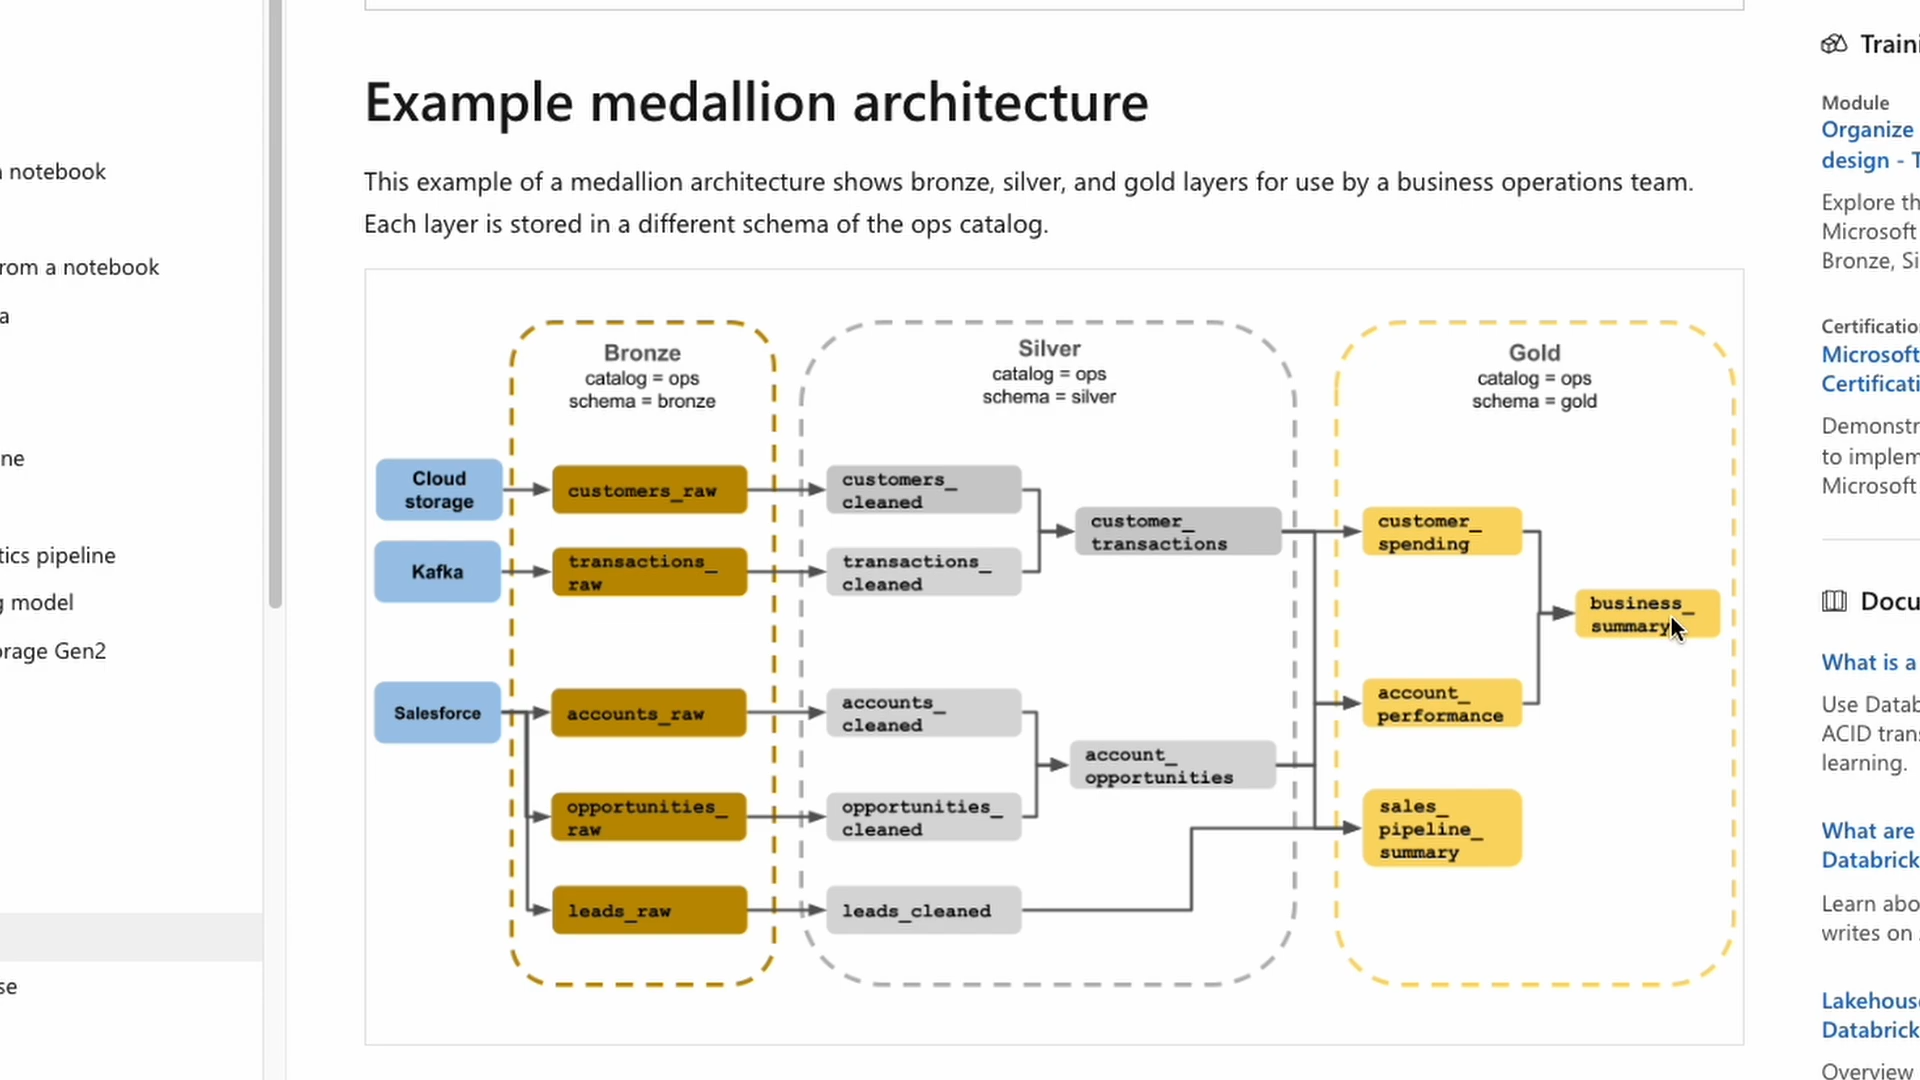 notebook
rom a notebook
a
ne
tics pipeline
g model
orage Gen2
se
Example medallion architecture
This example of a medallion architecture shows bronze, silver, and gold layers for use by a business operations team.
Each layer is stored in a different schema of the ops catalog.
Bronze
catalog = ops
schema = bronze
Silver
catalog = ops
schema = silver
Gold
catalog = ops
schema = gold
Cloud
storage
customers_raw
customers_
cleaned
customer_
transactions
customer_
spending
Kafka
transactions_
raw
transactions_
cleaned
business_
summary
Salesforce
accounts_raw
accounts_
cleaned
account_
performance
account_
opportunities
opportunities_
raw
opportunities_
cleaned
sales_
pipeline_
summary
leads_raw
leads_cleaned
Traini
Module
Organize
design - T
Explore th
Microsoft
Bronze, Si
Certificatio
Microsoft
Certificati
Demonstr
to implem
Microsoft
Docu
What is a
Use Datab
ACID tran
learning.
What are
Databrick
Learn abo
writes on
Lakehous
Databrick
Overview